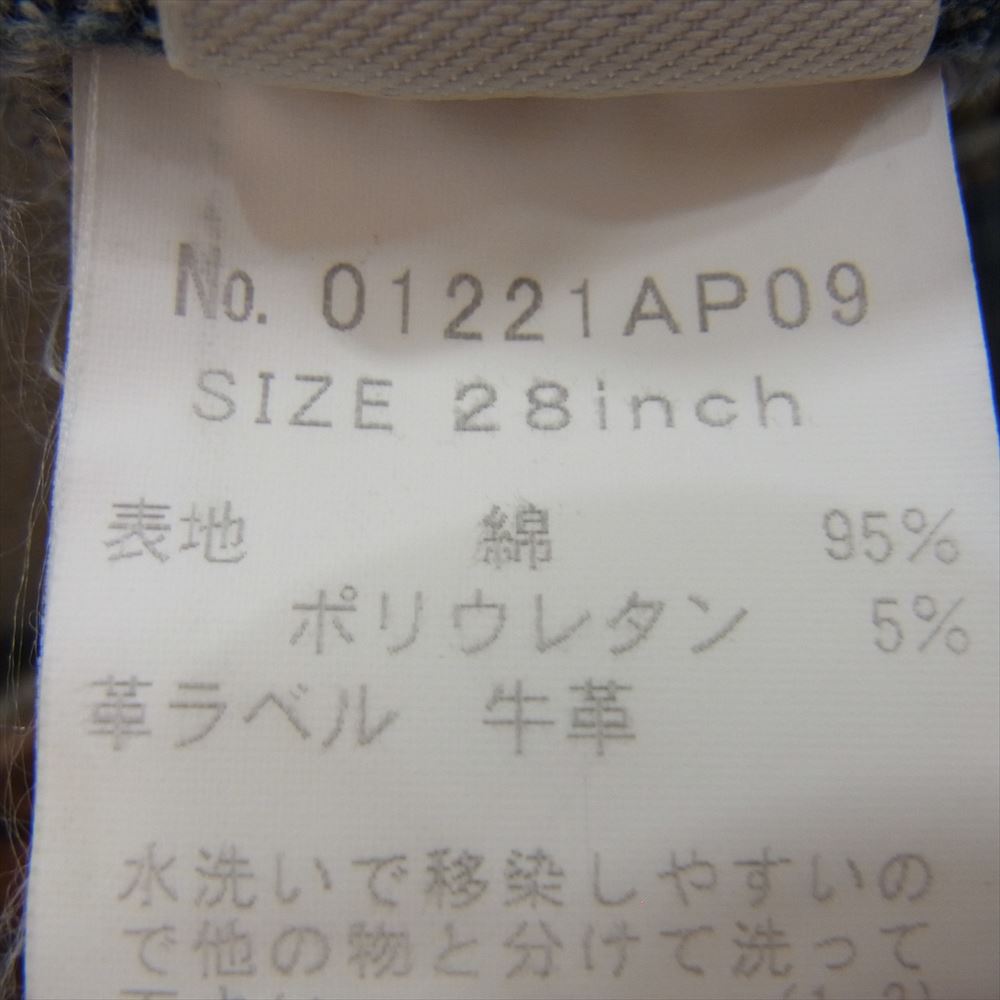 No. 01221AP09
SIZE 28inch
表地 綿 95%
ポリウレタン 5%
革ラベル 牛革
水洗いで移染しやすいの
で他の物と分けて洗って